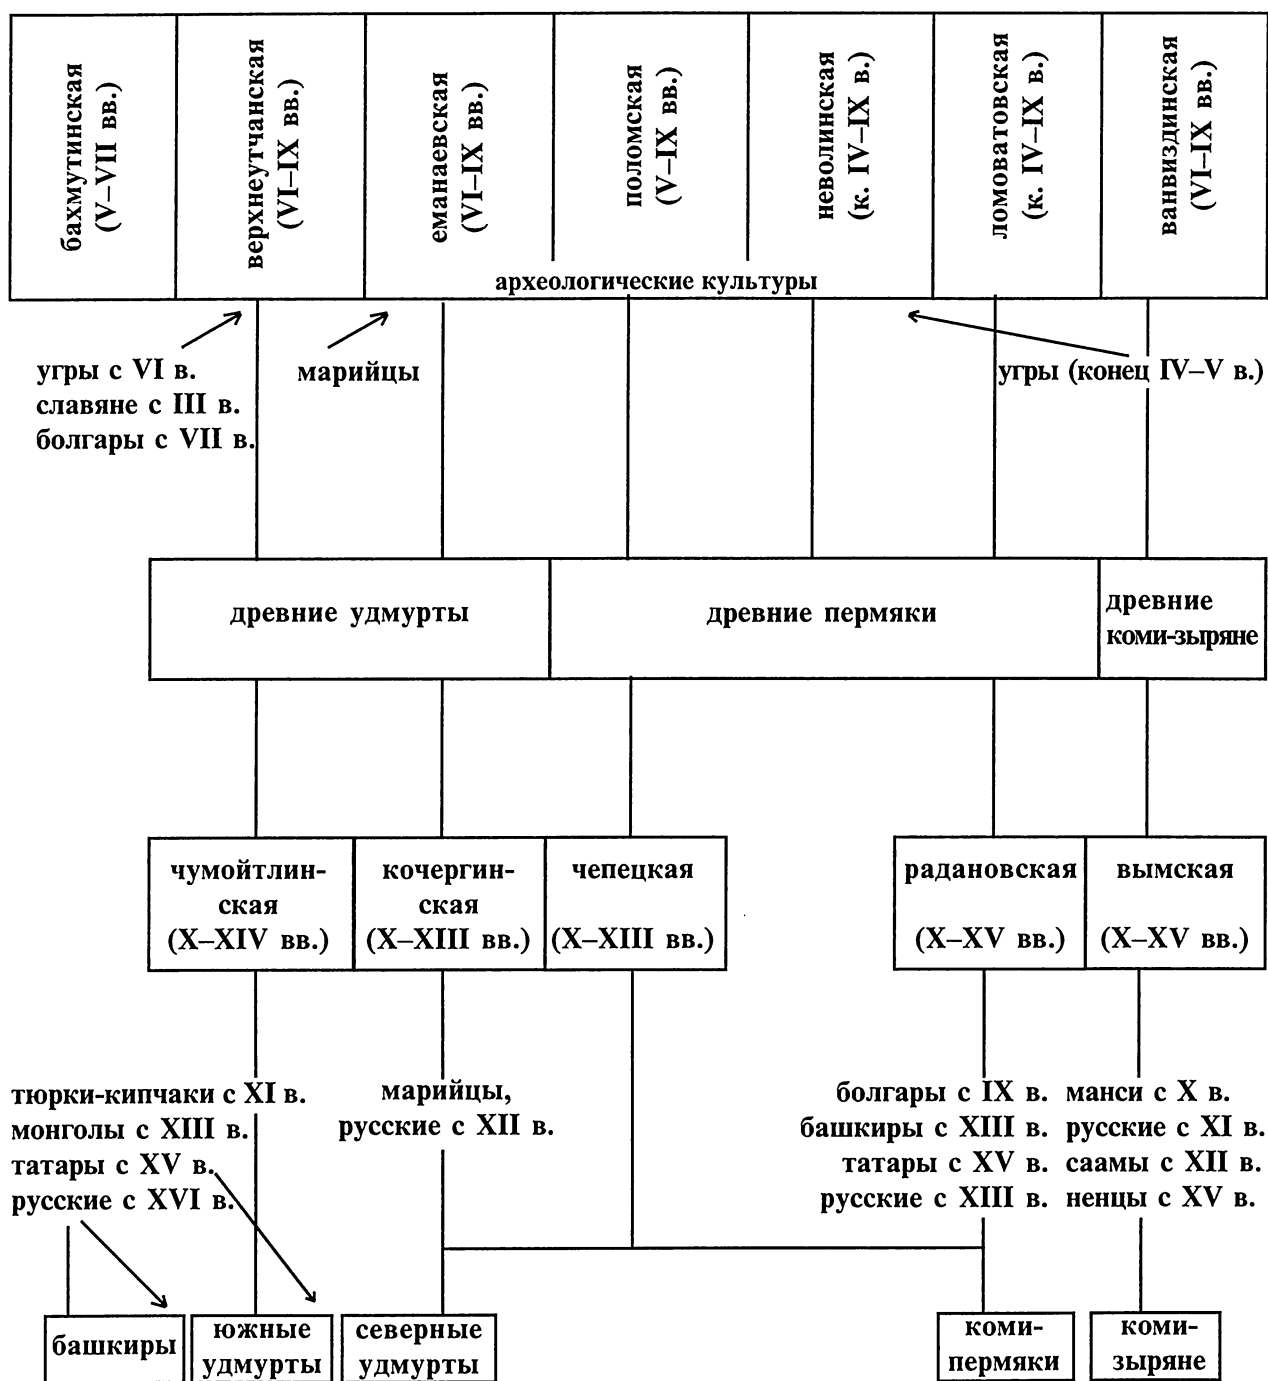 бахмутинская
(V–VII вв.)
верхнеутчанская
(VI–IX вв.)
еманаевская
(VI–IX вв.)
поломская
(V–IX вв.)
неволинская
(к. IV–IX в.)
ломоватовская
(к. IV–IX в.)
ванвиздинская
(VI–IX вв.)
археологические культуры
угры с VI в.
славяне с III в.
болгары с VII в.
марийцы
угры (конец IV–V в.)
древние удмурты
древние пермяки
древние
коми-зыряне
чумойтлин-
ская
(X–XIV вв.)
кочергин-
ская
(X–XIII вв.)
чепецкая
(X–XIII вв.)
радановская
(X–XV вв.)
вымская
(X–XV вв.)
тюрки-кипчаки с XI в.
монголы с XIII в.
татары с XV в.
русские с XVI в.
марийцы,
русские с XII в.
болгары с IX в.
башкиры с XIII в.
татары с XV в.
русские с XIII в.
манси с X в.
русские с XI в.
саамы с XII в.
ненцы с XV в.
башкиры
южные
удмурты
северные
удмурты
коми-
пермяки
коми-
зыряне